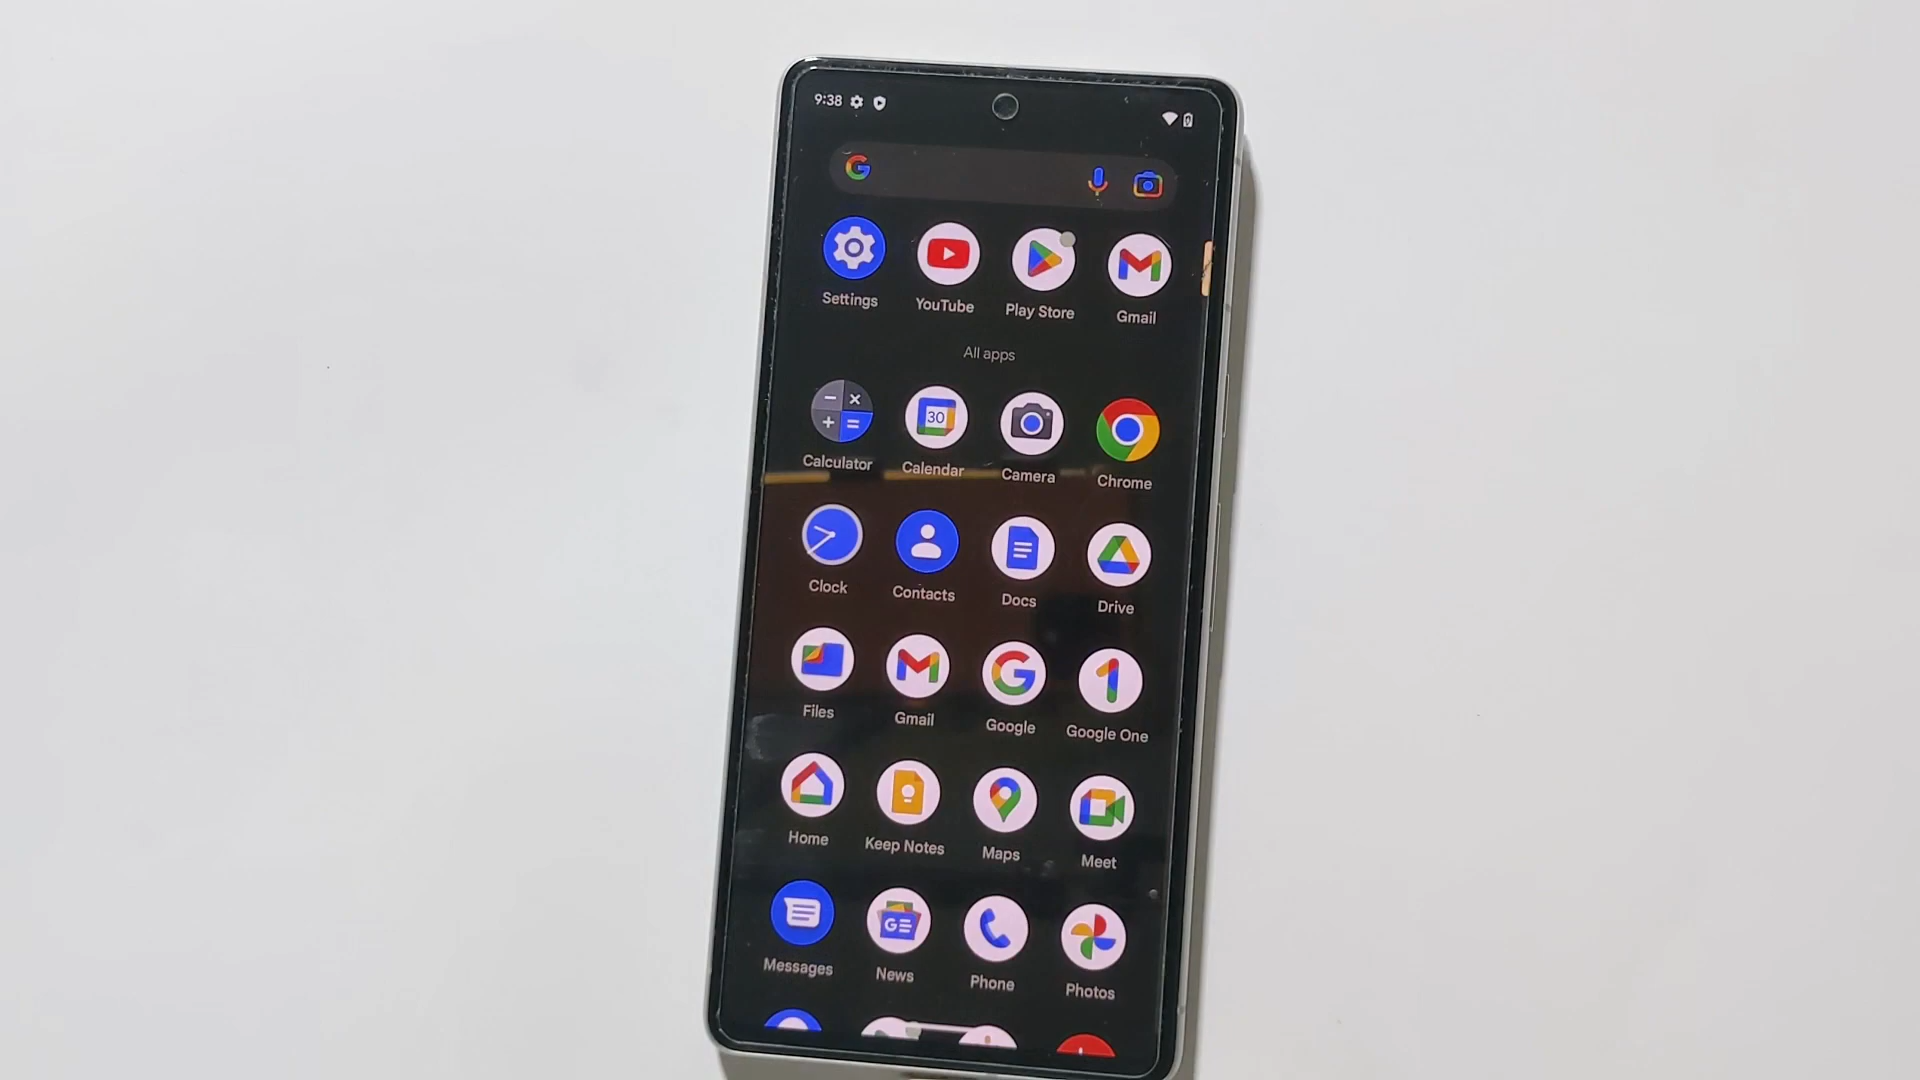 9:38
Settings YouTube Play Store Gmail
All apps
30
Calculator Calendar Camera Chrome
Clock Contacts Docs Drive
Files Gmail Google Google One
Home Keep Notes Maps Meet
Messages News Phone Photos